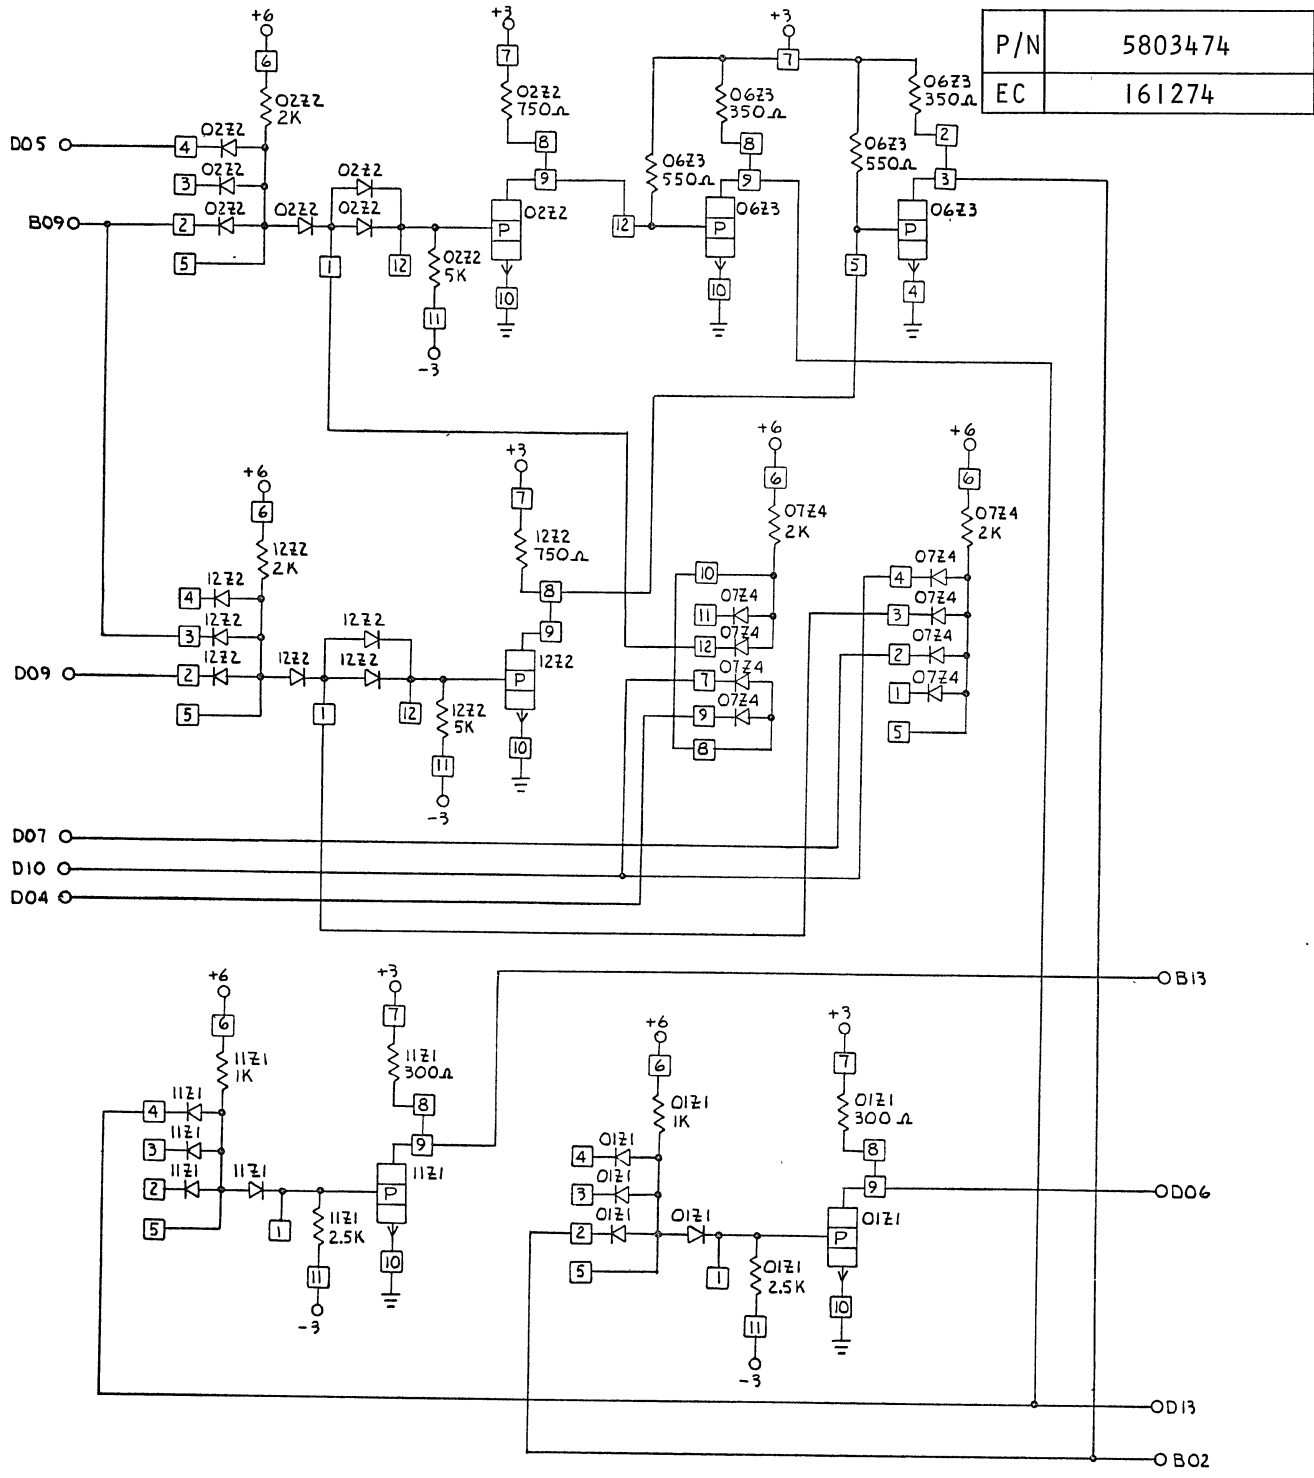 P/N 5803474
EC 161274
+6
6
02Z2
2K
+3
7
02Z2
750Ω
8
9
+3
7
06Z3
350Ω
8
9
06Z3
350Ω
2
3
D05
4
02Z2
3
02Z2
B09
2
02Z2
5
02Z2
02Z2
02Z2
1
12
02Z2
5K
11
-3
02Z2
P
10
12
06Z3
550Ω
06Z3
P
10
06Z3
550Ω
5
06Z3
P
4
+6
6
12Z2
2K
4
12Z2
3
12Z2
D09
2
12Z2
5
12Z2
12Z2
12Z2
1
12
12Z2
5K
11
-3
+3
7
12Z2
750Ω
8
9
12Z2
P
10
+6
6
07Z4
2K
10
11
07Z4
12
07Z4
7
07Z4
9
07Z4
8
+6
6
07Z4
2K
4
07Z4
3
07Z4
2
07Z4
1
07Z4
5
D07
D10
D04
B13
+6
6
11Z1
1K
4
11Z1
3
11Z1
2
11Z1
5
11Z1
1
11Z1
2.5K
11
-3
+3
7
11Z1
300Ω
8
9
11Z1
P
10
+6
6
01Z1
1K
4
01Z1
3
01Z1
2
01Z1
5
01Z1
1
01Z1
2.5K
11
-3
+3
7
01Z1
300Ω
8
9
D06
01Z1
P
10
D13
B02